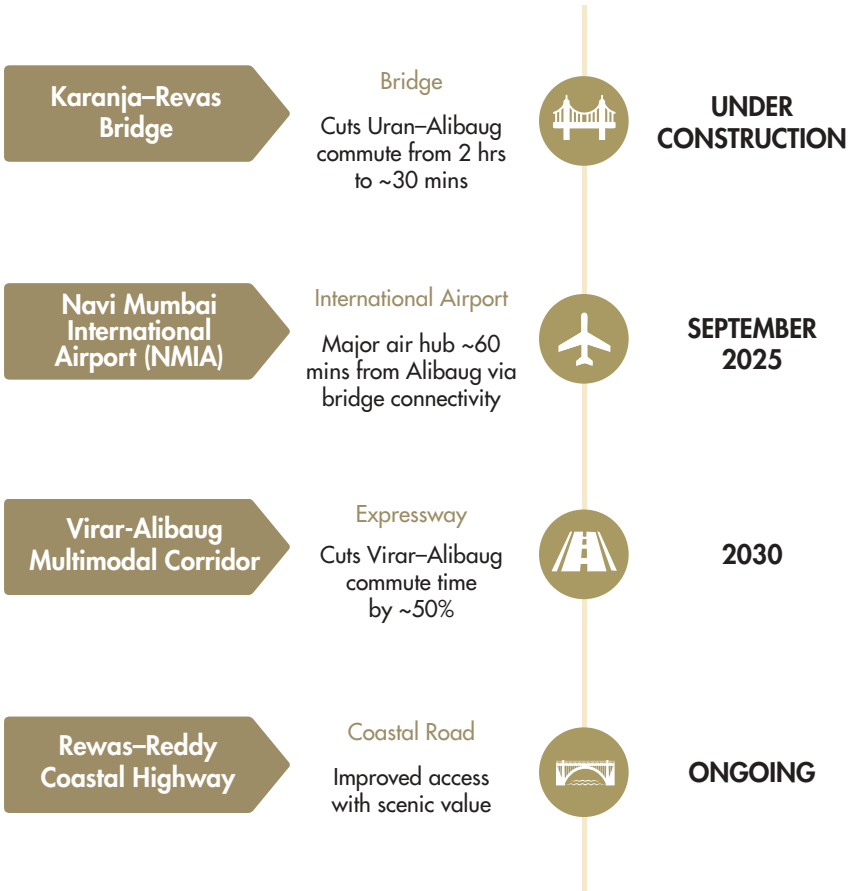 Karanja–Revas
Bridge
Bridge
Cuts Uran–Alibaug
commute from 2 hrs
to ~30 mins
UNDER
CONSTRUCTION
Navi Mumbai
International
Airport (NMIA)
International Airport
Major air hub ~60
mins from Alibaug via
bridge connectivity
SEPTEMBER
2025
Virar-Alibaug
Multimodal Corridor
Expressway
Cuts Virar–Alibaug
commute time
by ~50%
2030
Rewas–Reddy
Coastal Highway
Coastal Road
Improved access
with scenic value
ONGOING